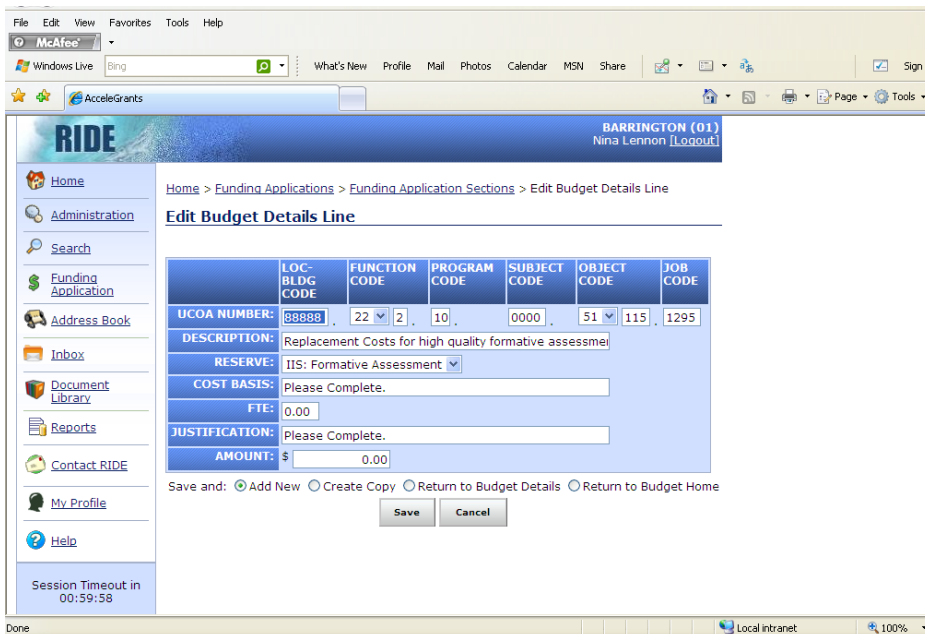 File Edit View Favorites Tools Help
McAfee
Windows Live Bing What's New Profile Mail Photos Calendar MSN Share Sign
AcceleGrants Page Tools
RIDE
BARRINGTON (01)
Nina Lennon [Logout]
Home
Administration
Search
Funding
Application
Address Book
Inbox
Document
Library
Reports
Contact RIDE
My Profile
Help
Session Timeout in
00:59:58
Home > Funding Applications > Funding Application Sections > Edit Budget Details Line
Edit Budget Details Line
LOC-BLDG CODE FUNCTION CODE PROGRAM CODE SUBJECT CODE OBJECT CODE JOB CODE
UCOA NUMBER: 88888 . 22 2 . 10 . 0000 . 51 115 . 1295
DESCRIPTION: Replacement Costs for high quality formative assessmen
RESERVE: IIS: Formative Assessment
COST BASIS: Please Complete.
FTE: 0.00
JUSTIFICATION: Please Complete.
AMOUNT: $ 0.00
Save and: Add New Create Copy Return to Budget Details Return to Budget Home
Save Cancel
Done Local intranet 100%